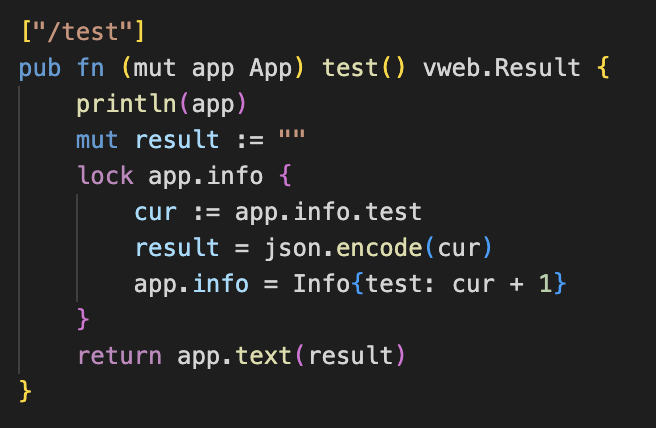 ["/test"]
pub fn (mut app App) test() vweb.Result {
    println(app)
    mut result := ""
    lock app.info {
        cur := app.info.test
        result = json.encode(cur)
        app.info = Info{test: cur + 1}
    }
    return app.text(result)
}